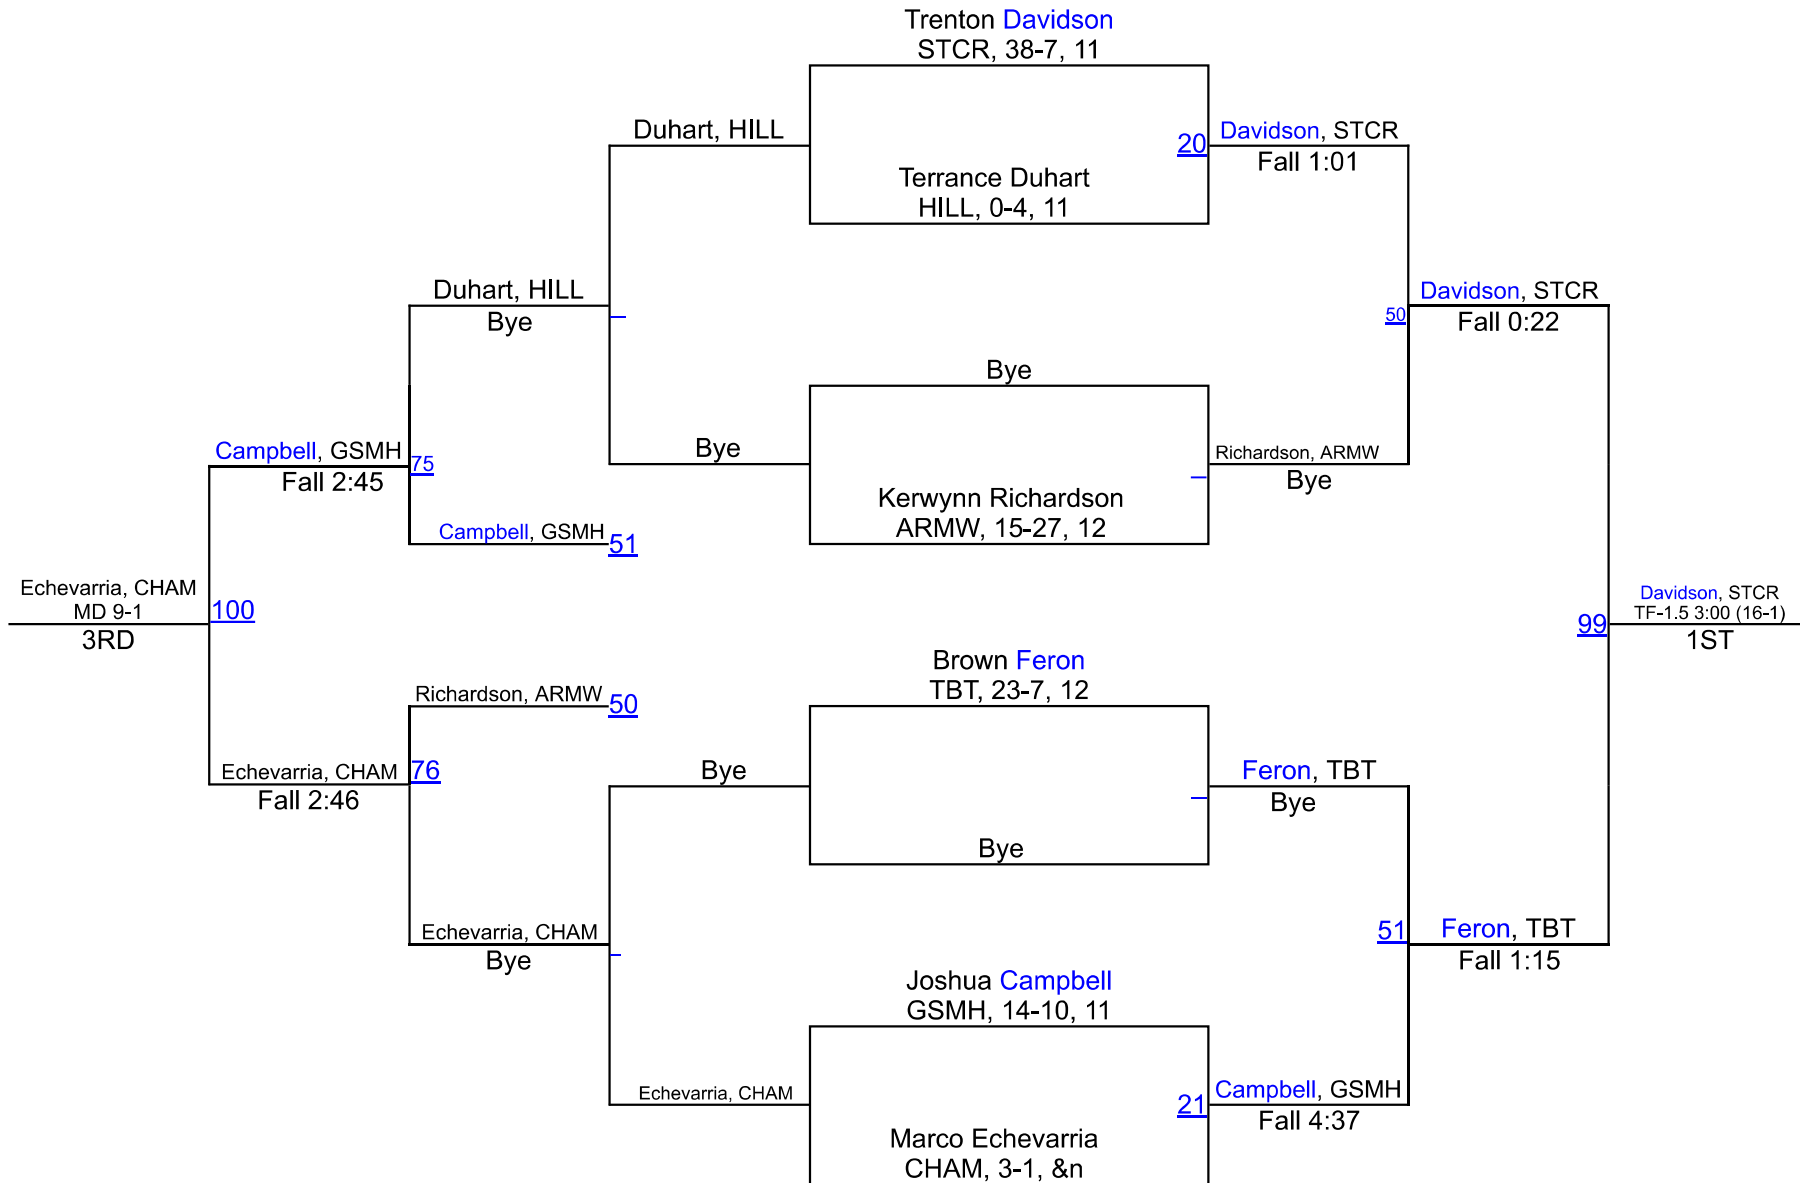 Trenton Davidson
STCR, 38-7, 11
Duhart, HILL
20
Davidson, STCR
Fall 1:01
Terrance Duhart
HILL, 0-4, 11
Duhart, HILL
Bye
50
Davidson, STCR
Fall 0:22
Bye
Campbell, GSMH
Fall 2:45
75
Bye
Richardson, ARMW
Bye
Kerwynn Richardson
ARMW, 15-27, 12
Campbell, GSMH
51
Echevarria, CHAM
MD 9-1
3RD
100
99
Davidson, STCR
TF-1.5 3:00 (16-1)
1ST
Brown Feron
TBT, 23-7, 12
Richardson, ARMW
50
Echevarria, CHAM
Fall 2:46
76
Bye
Feron, TBT
Bye
Bye
Echevarria, CHAM
Bye
51
Feron, TBT
Fall 1:15
Joshua Campbell
GSMH, 14-10, 11
Echevarria, CHAM
21
Campbell, GSMH
Fall 4:37
Marco Echevarria
CHAM, 3-1, &n